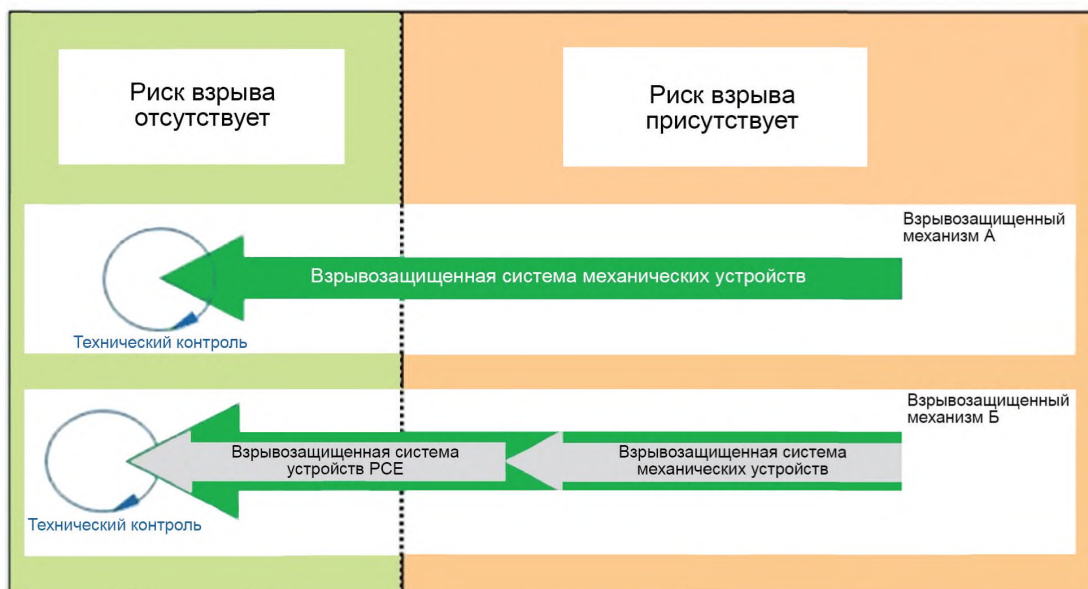 Риск взрыва
отсутствует
Риск взрыва
присутствует
Взрывозащищенный
механизм А
Взрывозащищенная система механических устройств
Технический контроль
Взрывозащищенный
механизм Б
Взрывозащищенная система
устройств PCE
Взрывозащищенная система
механических устройств
Технический контроль